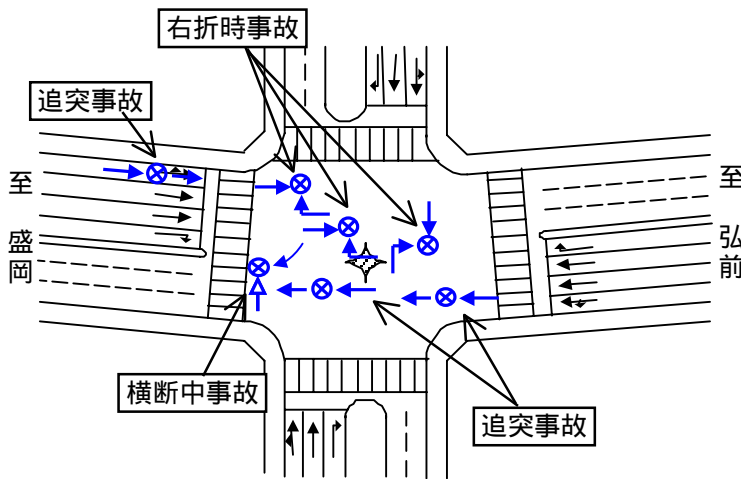 右折時事故
追突事故
至 盛岡
至 弘前
横断中事故
追突事故